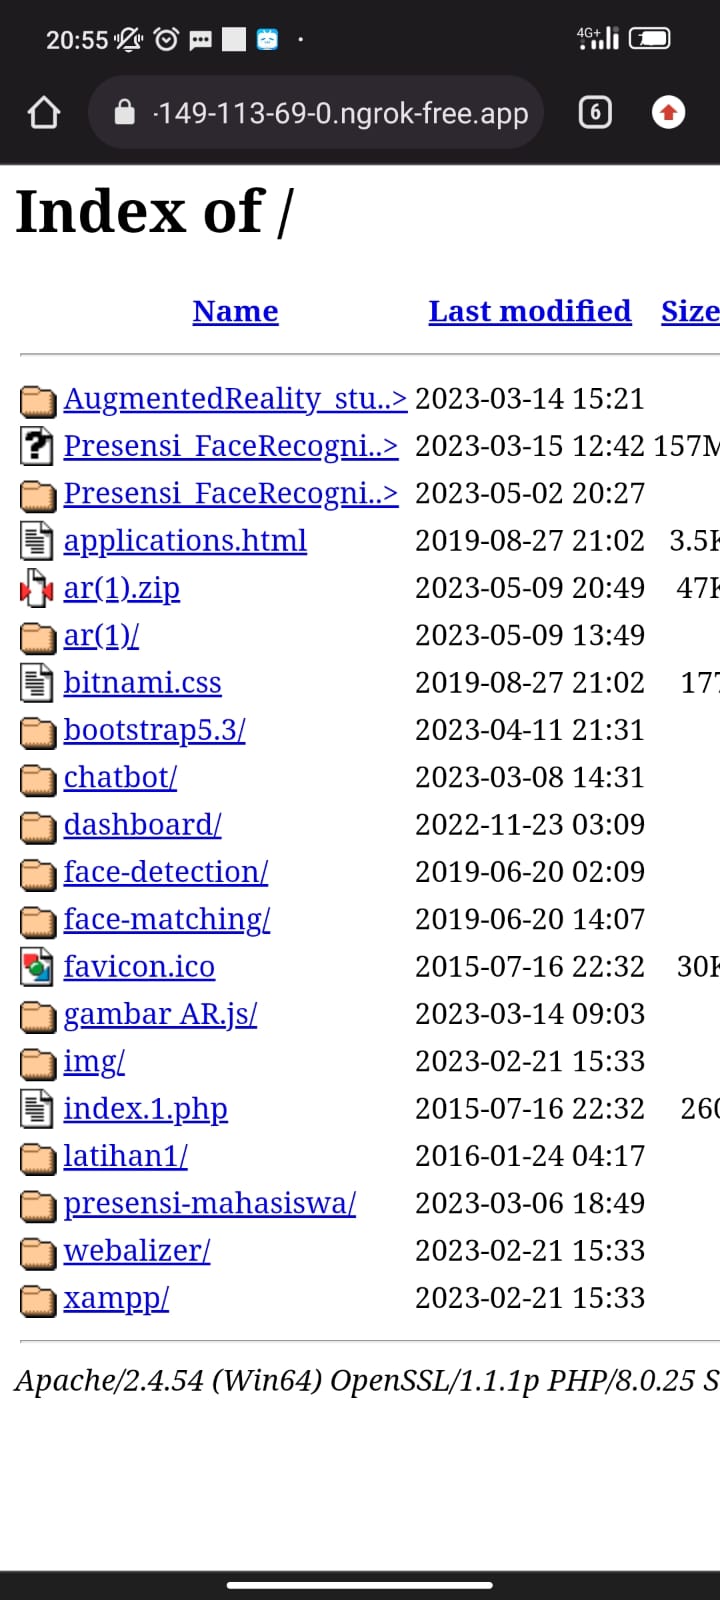 20:55
4G+
·149-113-69-0.ngrok-free.app
6
Index of /
Name Last modified Size
AugmentedReality_stu..> 2023-03-14 15:21
Presensi_FaceRecogni..> 2023-03-15 12:42 157M
Presensi_FaceRecogni..> 2023-05-02 20:27
applications.html 2019-08-27 21:02 3.5K
ar(1).zip 2023-05-09 20:49 47K
ar(1)/ 2023-05-09 13:49
bitnami.css 2019-08-27 21:02 177
bootstrap5.3/ 2023-04-11 21:31
chatbot/ 2023-03-08 14:31
dashboard/ 2022-11-23 03:09
face-detection/ 2019-06-20 02:09
face-matching/ 2019-06-20 14:07
favicon.ico 2015-07-16 22:32 30K
gambar AR.js/ 2023-03-14 09:03
img/ 2023-02-21 15:33
index.1.php 2015-07-16 22:32 260
latihan1/ 2016-01-24 04:17
presensi-mahasiswa/ 2023-03-06 18:49
webalizer/ 2023-02-21 15:33
xampp/ 2023-02-21 15:33
Apache/2.4.54 (Win64) OpenSSL/1.1.1p PHP/8.0.25 S